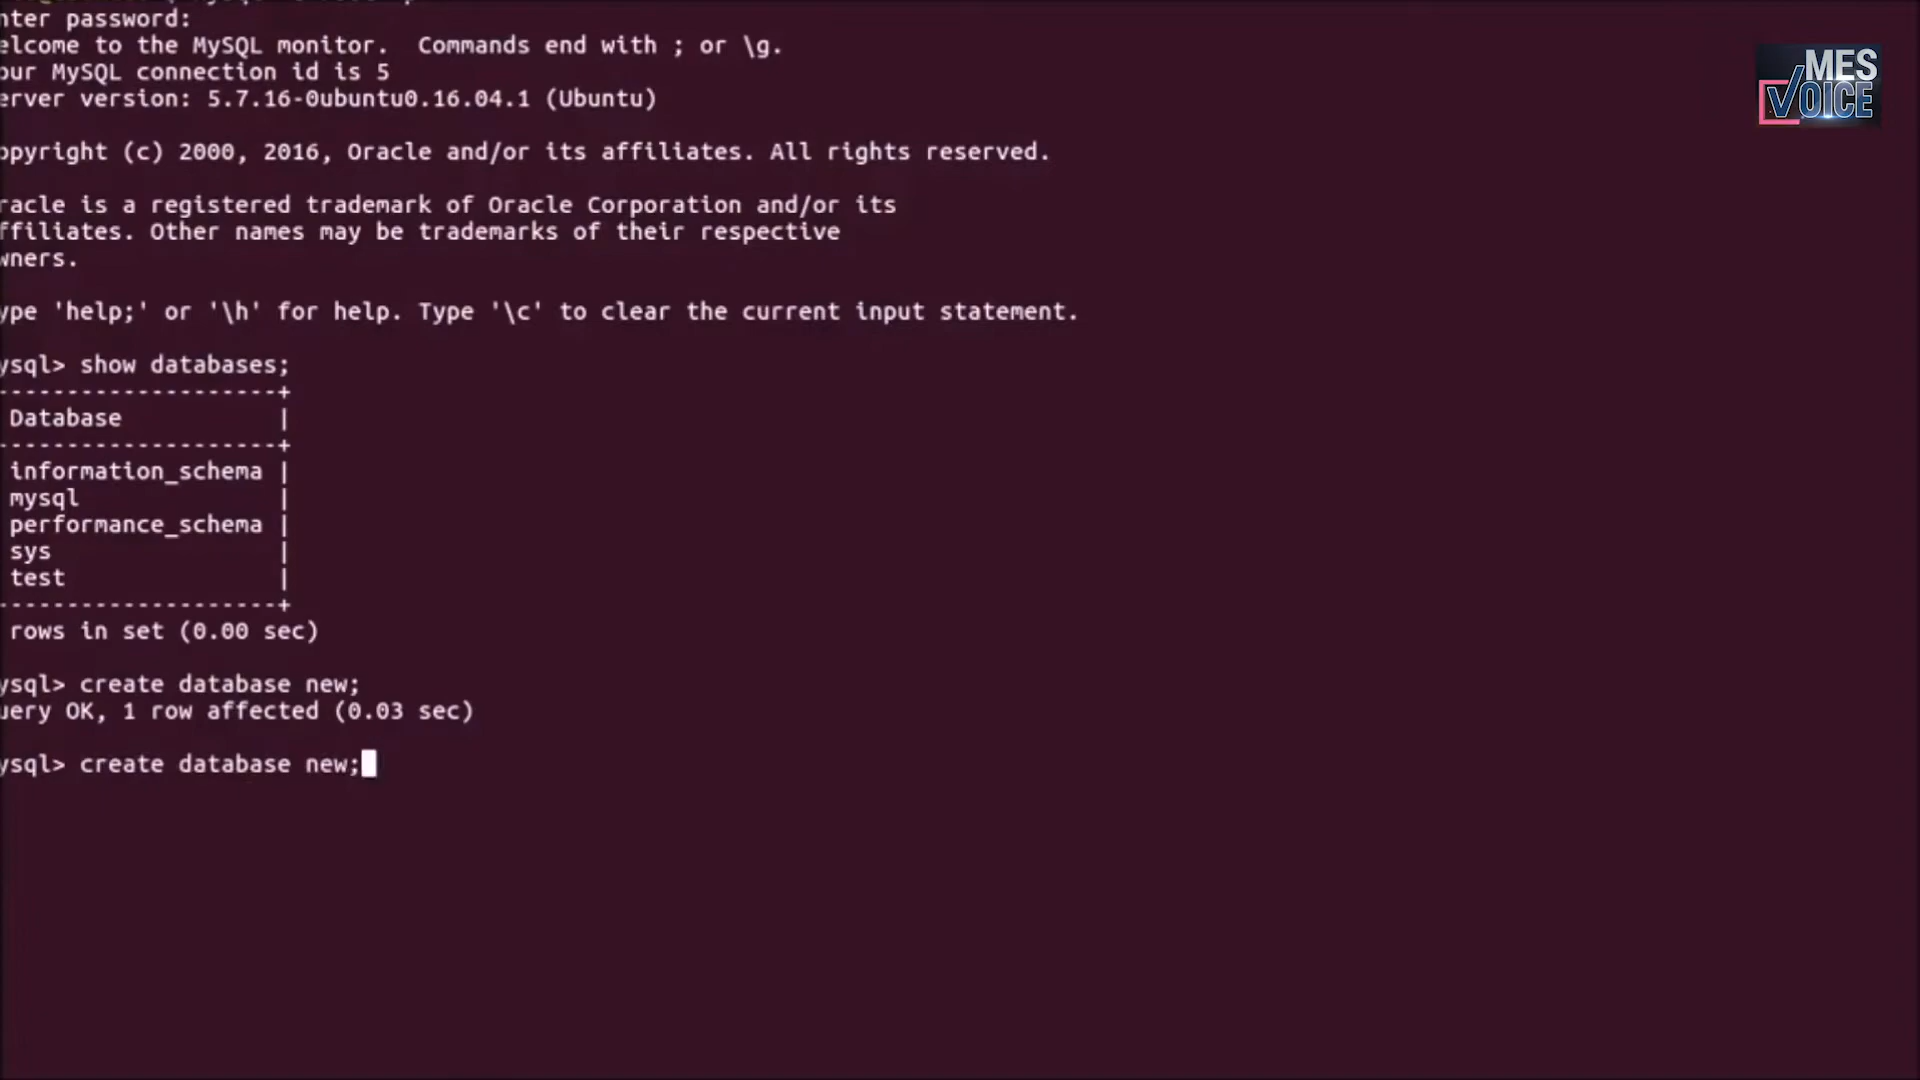 nter password:
elcome to the MySQL monitor.  Commands end with ; or \g.
our MySQL connection id is 5
erver version: 5.7.16-0ubuntu0.16.04.1 (Ubuntu)
opyright (c) 2000, 2016, Oracle and/or its affiliates. All rights reserved.
racle is a registered trademark of Oracle Corporation and/or its
ffiliates. Other names may be trademarks of their respective
wners.
ype 'help;' or '\h' for help. Type '\c' to clear the current input statement.
ysql> show databases;
--------------------+
Database           |
--------------------+
information_schema |
mysql              |
performance_schema |
sys                |
test               |
--------------------+
rows in set (0.00 sec)
ysql> create database new;
uery OK, 1 row affected (0.03 sec)
ysql> create database new;
MES
VOICE